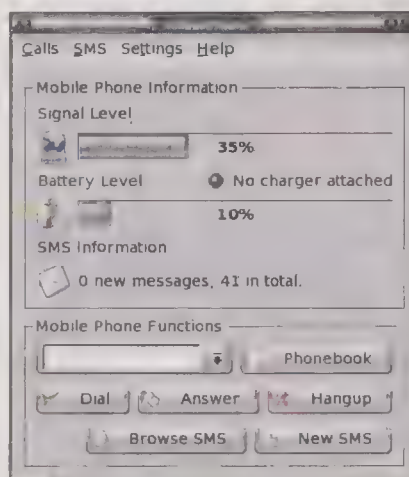 Calls SMS Settings Help
Mobile Phone Information
Signal Level
35%
Battery Level No charger attached
10%
SMS Information
0 new messages, 41 in total.
Mobile Phone Functions
Phonebook
Dial Answer Hangup
Browse SMS New SMS